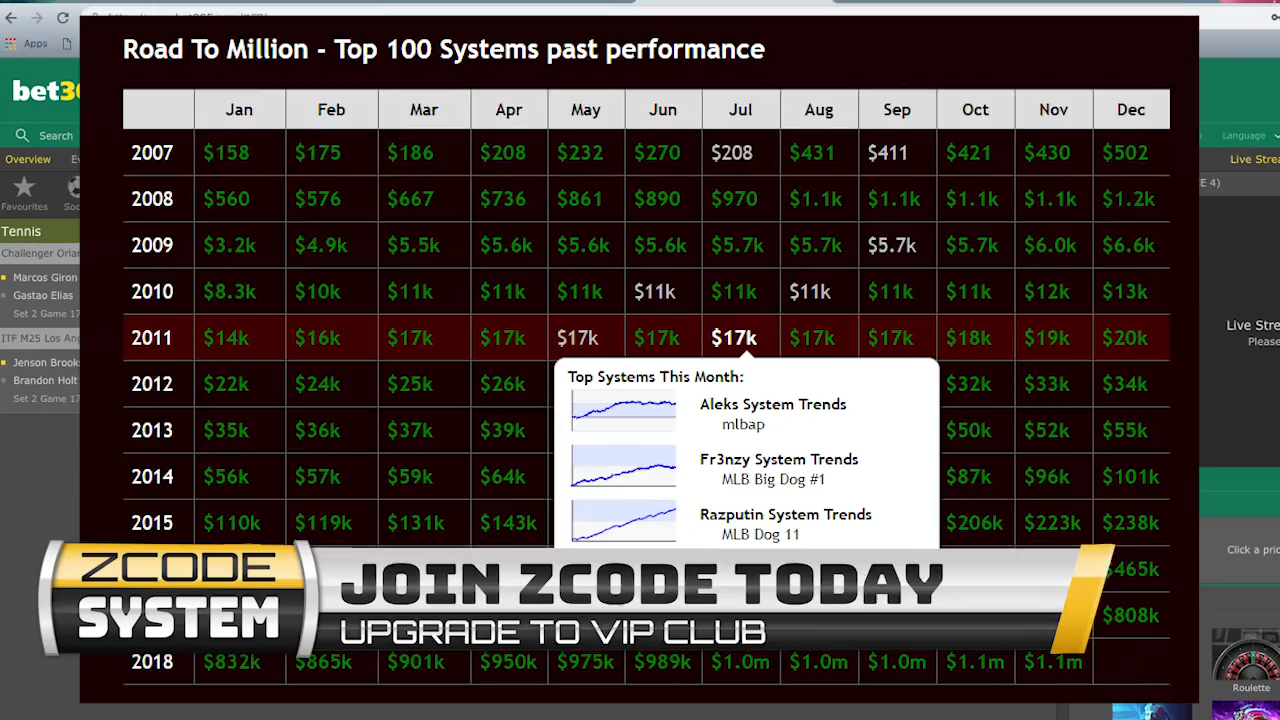 Apps
Road To Million - Top 100 Systems past performance
bet3
Search
Overview
Favourites
Tennis
Challenger Orlan
Marcos Giron
Gastao Elias
Set 2 Game 17
ITF M25 Los Ang
Jenson Brooks
Brandon Holt
Set 2 Game 17
Jan Feb Mar Apr May Jun Jul Aug Sep Oct Nov Dec
2007 $158 $175 $186 $208 $232 $270 $208 $431 $411 $421 $430 $502
2008 $560 $576 $667 $736 $861 $890 $970 $1.1k $1.1k $1.1k $1.1k $1.2k
2009 $3.2k $4.9k $5.5k $5.6k $5.6k $5.6k $5.7k $5.7k $5.7k $5.7k $6.0k $6.6k
2010 $8.3k $10k $11k $11k $11k $11k $11k $11k $11k $11k $12k $13k
2011 $14k $16k $17k $17k $17k $17k $17k $17k $17k $18k $19k $20k
2012 $22k $24k $25k $26k $32k $33k $34k
2013 $35k $36k $37k $39k $50k $52k $55k
2014 $56k $57k $59k $64k $87k $96k $101k
2015 $110k $119k $131k $143k $206k $223k $238k
$465k
$808k
2018 $832k $865k $901k $950k $975k $989k $1.0m $1.0m $1.0m $1.1m $1.1m
Top Systems This Month:
Aleks System Trends
mlbap
Fr3nzy System Trends
MLB Big Dog #1
Razputin System Trends
MLB Dog 11
ZCODE
SYSTEM
JOIN ZCODE TODAY
UPGRADE TO VIP CLUB
Language
Live Strea
E 4)
Live Strea
Please
Click a pric
Roulette